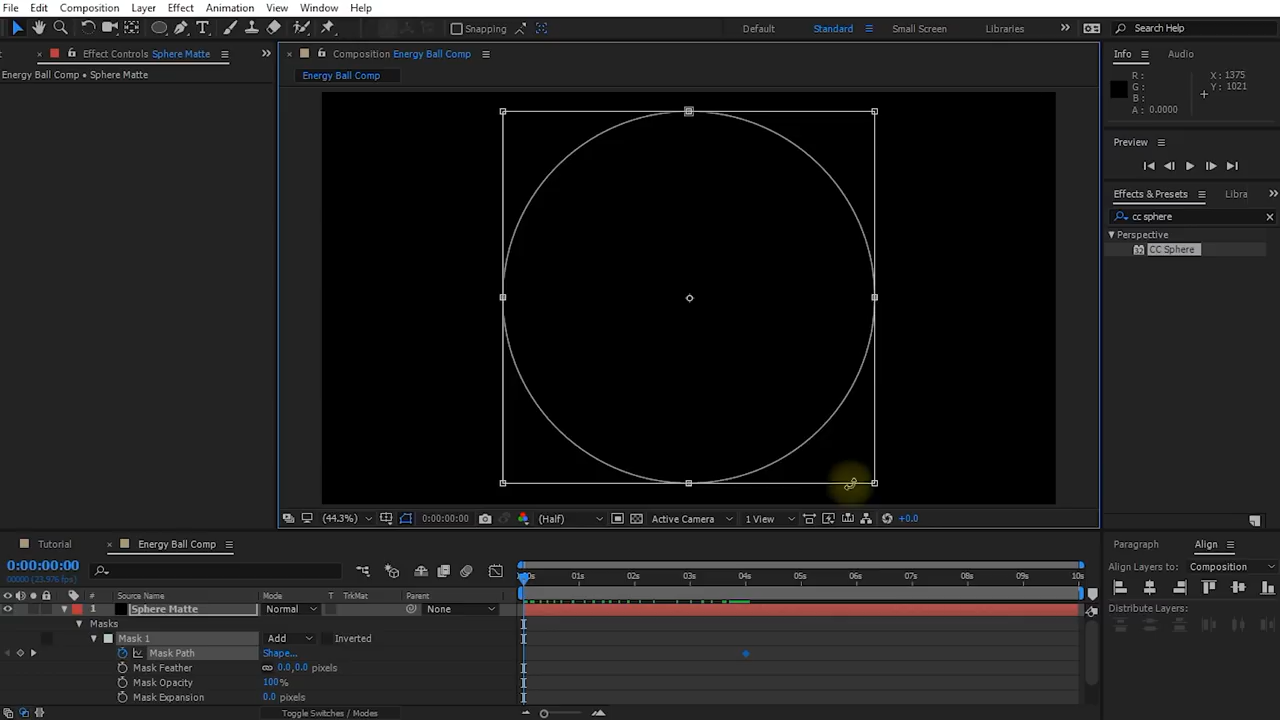 File Edit Composition Layer Effect Animation View Window Help
Snapping Default Standard Small Screen Libraries Search Help
Effect Controls Sphere Matte
Composition Energy Ball Comp
Info Audio
Energy Ball Comp • Sphere Matte
Energy Ball Comp
R:
G:
B:
A: 0.0000
X: 1375
Y: 1021
Preview
Effects & Presets Libra
cc sphere
Perspective
CC Sphere
(44.3%) 0:00:00:00 (Half) Active Camera 1 View +0.0
Tutorial Energy Ball Comp
Paragraph Align
0:00:00:00
00000 (23.976 fps)
Align Layers to: Composition
01s 02s 03s 04s 05s 06s 07s 08s 09s 10s
# Source Name Mode T TrkMat Parent
1 Sphere Matte Normal None
Distribute Layers:
Masks
Mask 1 Add Inverted
Mask Path Shape...
Mask Feather 0.0,0.0 pixels
Mask Opacity 100%
Mask Expansion 0.0 pixels
Toggle Switches / Modes